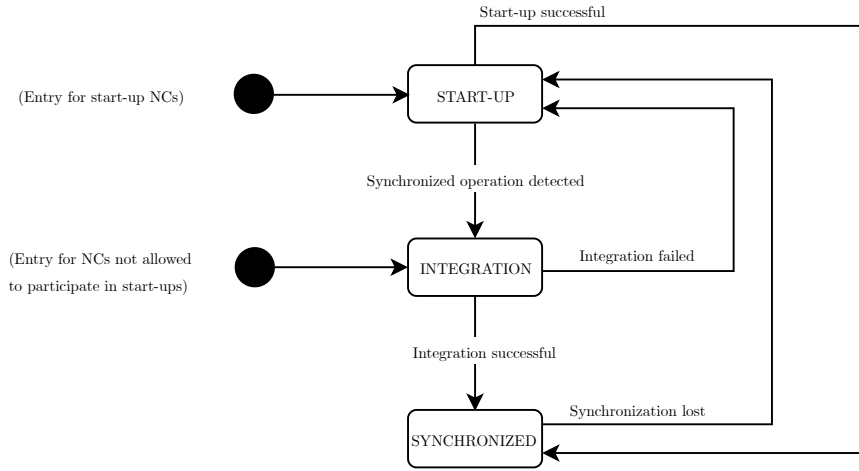 Start-up successful
(Entry for start-up NCs)
START-UP
Synchronized operation detected
(Entry for NCs not allowed
to participate in start-ups)
INTEGRATION
Integration failed
Integration successful
Synchronization lost
SYNCHRONIZED